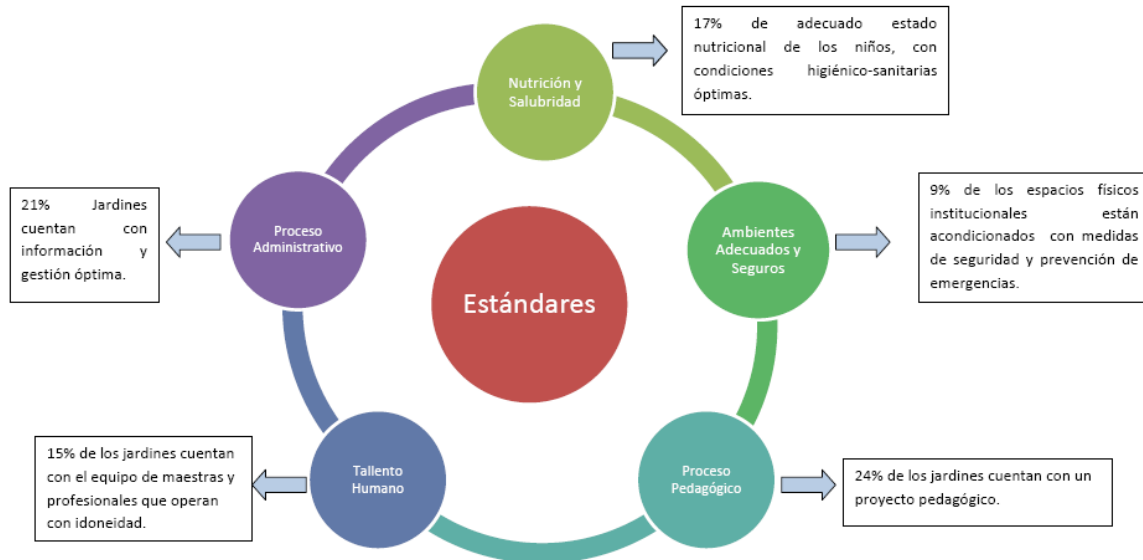 17% de adecuado estado
nutricional de los niños, con
condiciones higiénico-sanitarias
óptimas.
Nutrición y
Salubridad
21% Jardines
cuentan con
información y
gestión óptima.
Proceso
Administrativo
Ambientes
Adecuados y
Seguros
9% de los espacios físicos
institucionales están
acondicionados con medidas
de seguridad y prevención de
emergencias.
Estándares
15% de los jardines cuentan
con el equipo de maestras y
profesionales que operan
con idoneidad.
Tallento
Humano
Proceso
Pedagógico
24% de los jardines cuentan con un
proyecto pedagógico.